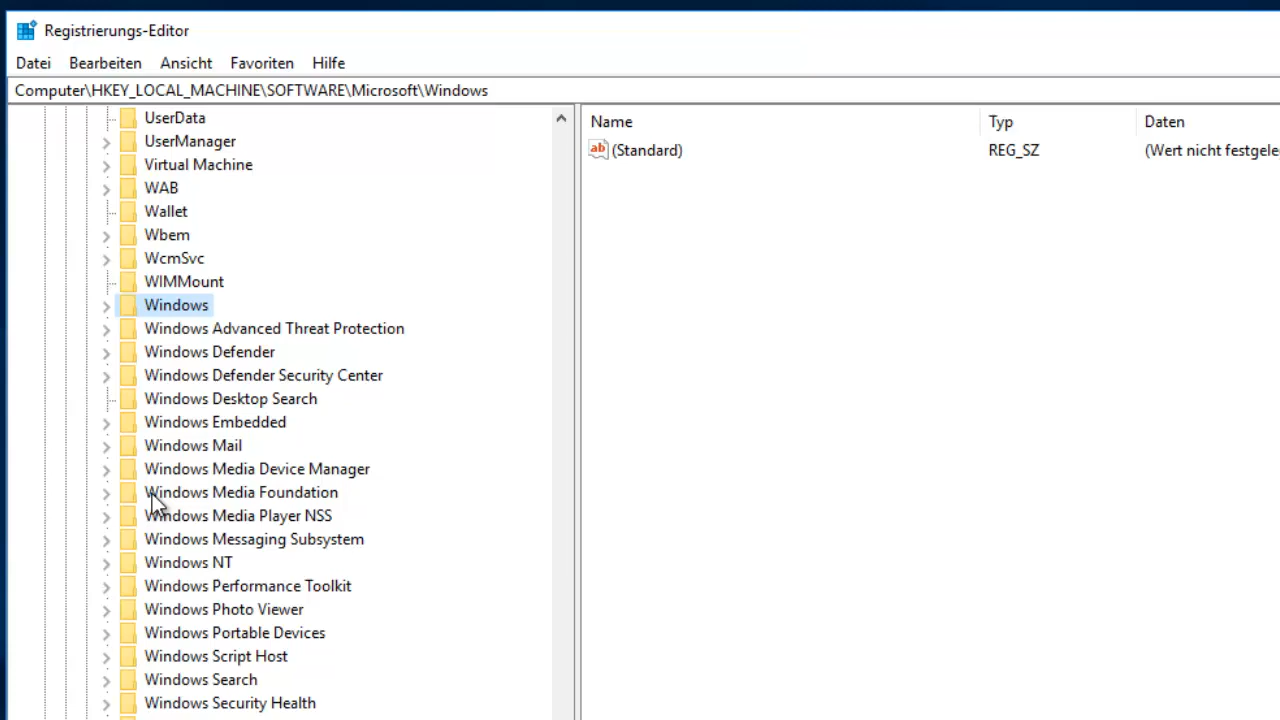 Registrierungs-Editor
Datei Bearbeiten Ansicht Favoriten Hilfe
Computer\HKEY_LOCAL_MACHINE\SOFTWARE\Microsoft\Windows
UserData
UserManager
Virtual Machine
WAB
Wallet
Wbem
WcmSvc
WIMMount
Windows
Windows Advanced Threat Protection
Windows Defender
Windows Defender Security Center
Windows Desktop Search
Windows Embedded
Windows Mail
Windows Media Device Manager
Windows Media Foundation
Windows Media Player NSS
Windows Messaging Subsystem
Windows NT
Windows Performance Toolkit
Windows Photo Viewer
Windows Portable Devices
Windows Script Host
Windows Search
Windows Security Health
Name Typ Daten
ab (Standard) REG_SZ (Wert nicht festgele